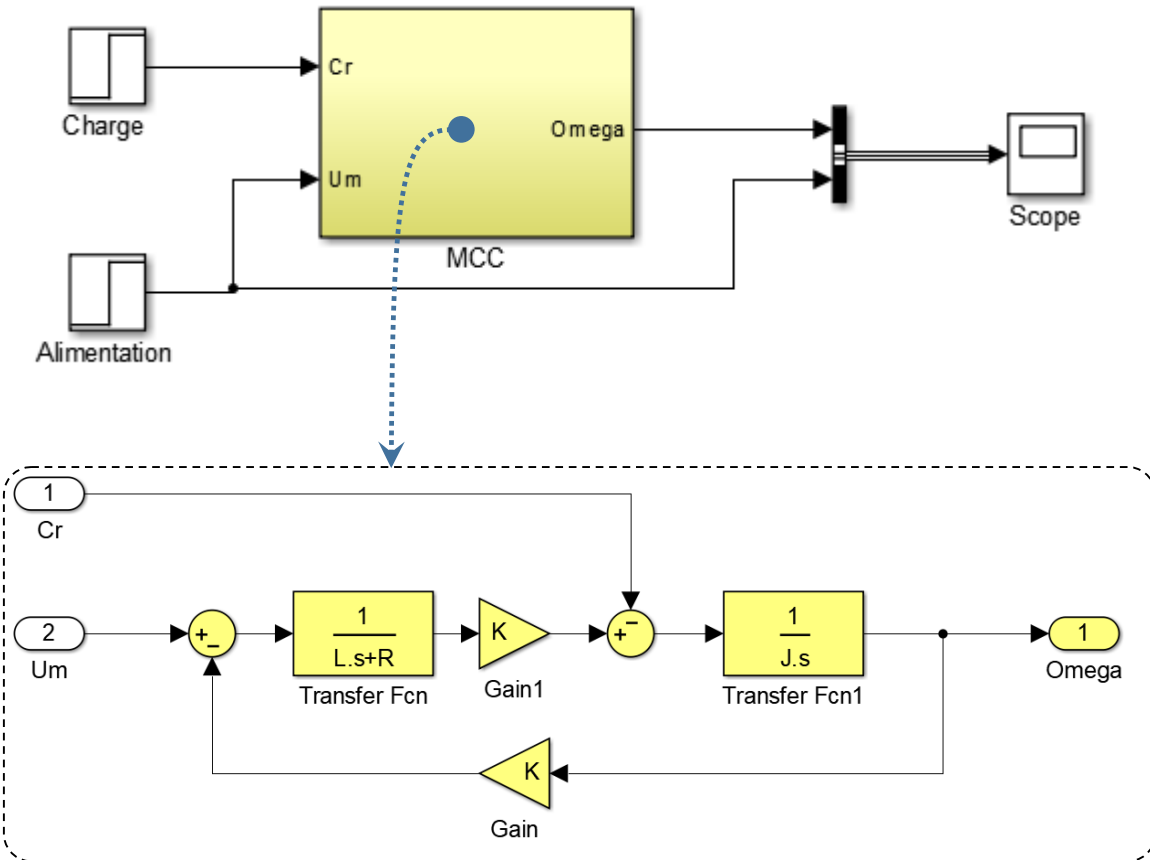 Charge
Cr
Omega
Um
MCC
Alimentation
Scope
1
Cr
2
Um
+
−
1
L.s+R
Transfer Fcn
K
Gain1
−
+
1
J.s
Transfer Fcn1
1
Omega
K
Gain